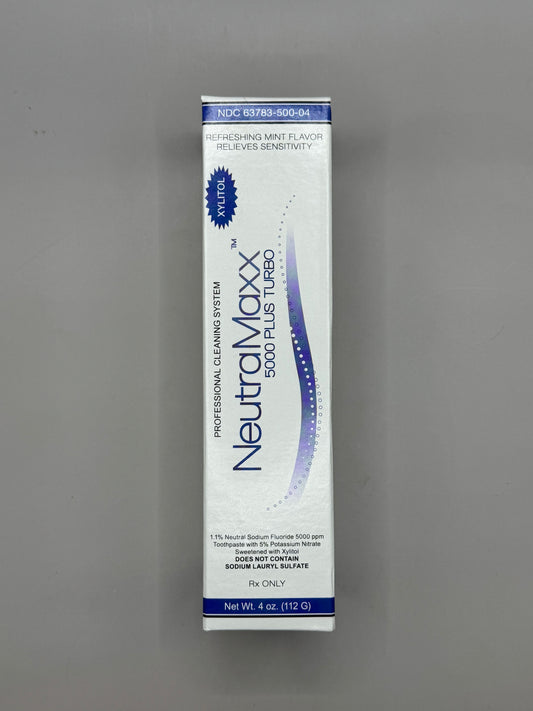 NDC 63783-500-04
REFRESHING MINT FLAVOR
RELIEVES SENSITIVITY
XYLITOL
PROFESSIONAL CLEANING SYSTEM
NeutraMaxx™
5000 PLUS TURBO
1.1% Neutral Sodium Fluoride 5000 ppm
Toothpaste with 5% Potassium Nitrate
Sweetened with Xylitol
DOES NOT CONTAIN
SODIUM LAURYL SULFATE
Rx ONLY
Net Wt. 4 oz. (112 G)